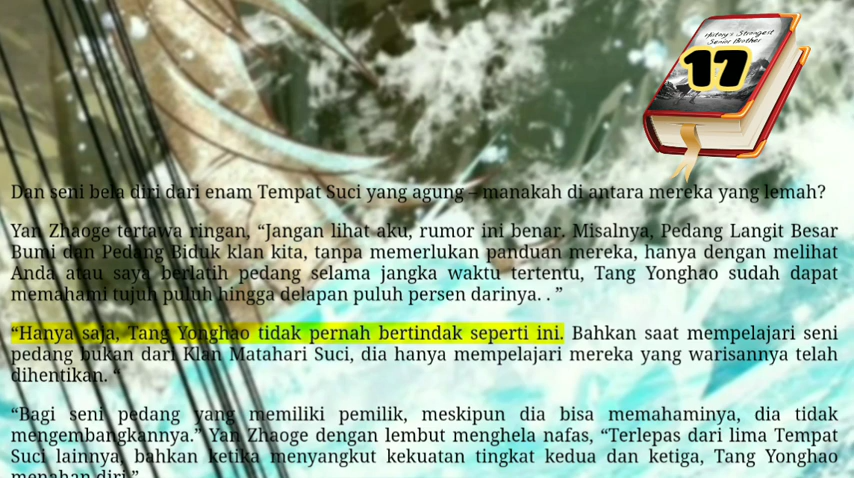 History's Strongest
Senior Brother
17
Dan seni bela diri dari enam Tempat Suci yang agung – manakah di antara mereka yang lemah?
Yan Zhaoge tertawa ringan, “Jangan lihat aku, rumor ini benar. Misalnya, Pedang Langit Besar
Bumi dan Pedang Biduk klan kita, tanpa memerlukan panduan mereka, hanya dengan melihat
Anda atau saya berlatih pedang selama jangka waktu tertentu, Tang Yonghao sudah dapat
memahami tujuh puluh hingga delapan puluh persen darinya. . ”
“Hanya saja, Tang Yonghao tidak pernah bertindak seperti ini. Bahkan saat mempelajari seni
pedang bukan dari Klan Matahari Suci, dia hanya mempelajari mereka yang warisannya telah
dihentikan. “
“Bagi seni pedang yang memiliki pemilik, meskipun dia bisa memahaminya, dia tidak
mengembangkannya.” Yan Zhaoge dengan lembut menghela nafas, “Terlepas dari lima Tempat
Suci lainnya, bahkan ketika menyangkut kekuatan tingkat kedua dan ketiga, Tang Yonghao
menahan diri.”